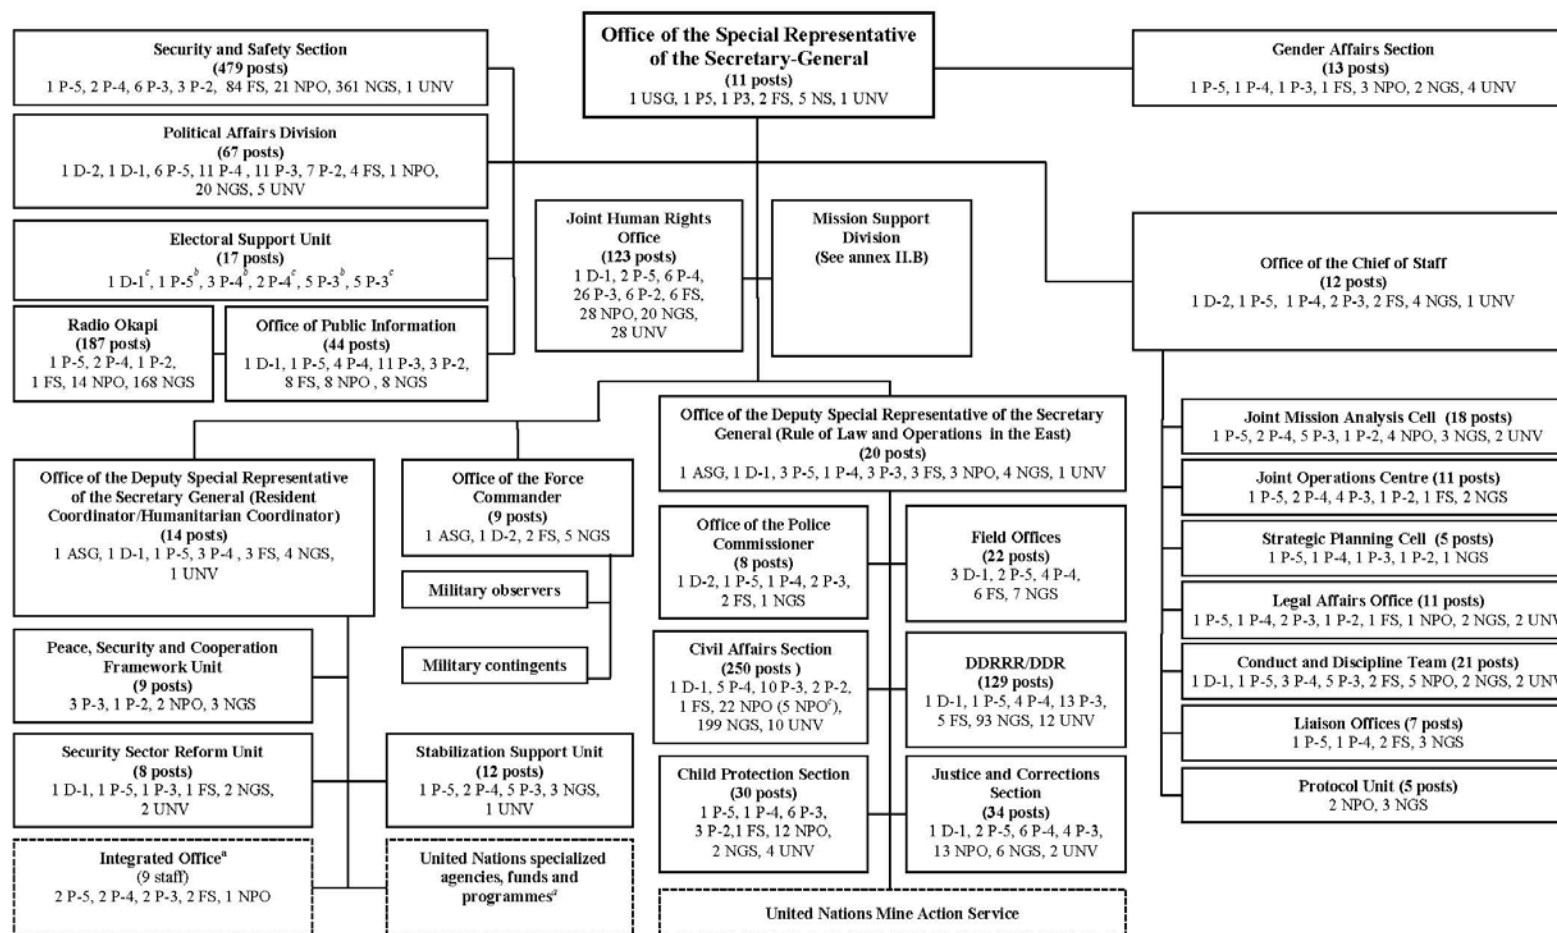 Office of the Special Representative
of the Secretary-General
(11 posts)
1 USG, 1 P5, 1 P3, 2 FS, 5 NS, 1 UNV
Security and Safety Section
(479 posts)
1 P-5, 2 P-4, 6 P-3, 3 P-2, 84 FS, 21 NPO, 361 NGS, 1 UNV
Gender Affairs Section
(13 posts)
1 P-5, 1 P-4, 1 P-3, 1 FS, 3 NPO, 2 NGS, 4 UNV
Political Affairs Division
(67 posts)
1 D-2, 1 D-1, 6 P-5, 11 P-4 , 11 P-3, 7 P-2, 4 FS, 1 NPO,
20 NGS, 5 UNV
Electoral Support Unit
(17 posts)
1 D-1c, 1 P-5b, 3 P-4b, 2 P-4c, 5 P-3b, 5 P-3c
Joint Human Rights
Office
(123 posts)
1 D-1, 2 P-5, 6 P-4,
26 P-3, 6 P-2, 6 FS,
28 NPO, 20 NGS,
28 UNV
Mission Support
Division
(See annex II.B)
Office of the Chief of Staff
(12 posts)
1 D-2, 1 P-5, 1 P-4, 2 P-3, 2 FS, 4 NGS, 1 UNV
Radio Okapi
(187 posts)
1 P-5, 2 P-4, 1 P-2,
1 FS, 14 NPO, 168 NGS
Office of Public Information
(44 posts)
1 D-1, 1 P-5, 4 P-4, 11 P-3, 3 P-2,
8 FS, 8 NPO , 8 NGS
Office of the Deputy Special Representative of the Secretary
General (Rule of Law and Operations in the East)
(20 posts)
1 ASG, 1 D-1, 3 P-5, 1 P-4, 3 P-3, 3 FS, 3 NPO, 4 NGS, 1 UNV
Office of the Deputy Special Representative
of the Secretary General (Resident
Coordinator/Humanitarian Coordinator)
(14 posts)
1 ASG, 1 D-1, 1 P-5, 3 P-4 , 3 FS, 4 NGS,
1 UNV
Office of the Force
Commander
(9 posts)
1 ASG, 1 D-2, 2 FS, 5 NGS
Military observers
Military contingents
Office of the Police
Commissioner
(8 posts)
1 D-2, 1 P-5, 1 P-4, 2 P-3,
2 FS, 1 NGS
Field Offices
(22 posts)
3 D-1, 2 P-5, 4 P-4,
6 FS, 7 NGS
Peace, Security and Cooperation
Framework Unit
(9 posts)
3 P-3, 1 P-2, 2 NPO, 3 NGS
Civil Affairs Section
(250 posts )
1 D-1, 5 P-4, 10 P-3, 2 P-2,
1 FS, 22 NPO (5 NPOc),
199 NGS, 10 UNV
DDRRR/DDR
(129 posts)
1 D-1, 1 P-5, 4 P-4, 13 P-3,
5 FS, 93 NGS, 12 UNV
Security Sector Reform Unit
(8 posts)
1 D-1, 1 P-5, 1 P-3, 1 FS, 2 NGS,
2 UNV
Stabilization Support Unit
(12 posts)
1 P-5, 2 P-4, 5 P-3, 3 NGS,
1 UNV
Child Protection Section
(30 posts)
1 P-5, 1 P-4, 6 P-3,
3 P-2,1 FS, 12 NPO,
2 NGS, 4 UNV
Justice and Corrections
Section
(34 posts)
1 D-1, 2 P-5, 6 P-4, 4 P-3,
13 NPO, 6 NGS, 2 UNV
Integrated Officea
(9 staff)
2 P-5, 2 P-4, 2 P-3, 2 FS, 1 NPO
United Nations specialized
agencies, funds and
programmesa
United Nations Mine Action Service
Joint Mission Analysis Cell (18 posts)
1 P-5, 2 P-4, 5 P-3, 1 P-2, 4 NPO, 3 NGS, 2 UNV
Joint Operations Centre (11 posts)
1 P-5, 2 P-4, 4 P-3, 1 P-2, 1 FS, 2 NGS
Strategic Planning Cell (5 posts)
1 P-5, 1 P-4, 1 P-3, 1 P-2, 1 NGS
Legal Affairs Office (11 posts)
1 P-5, 1 P-4, 2 P-3, 1 P-2, 1 FS, 1 NPO, 2 NGS, 2 UNV
Conduct and Discipline Team (21 posts)
1 D-1, 1 P-5, 3 P-4, 5 P-3, 2 FS, 5 NPO, 2 NGS, 2 UNV
Liaison Offices (7 posts)
1 P-5, 1 P-4, 2 FS, 3 NGS
Protocol Unit (5 posts)
2 NPO, 3 NGS